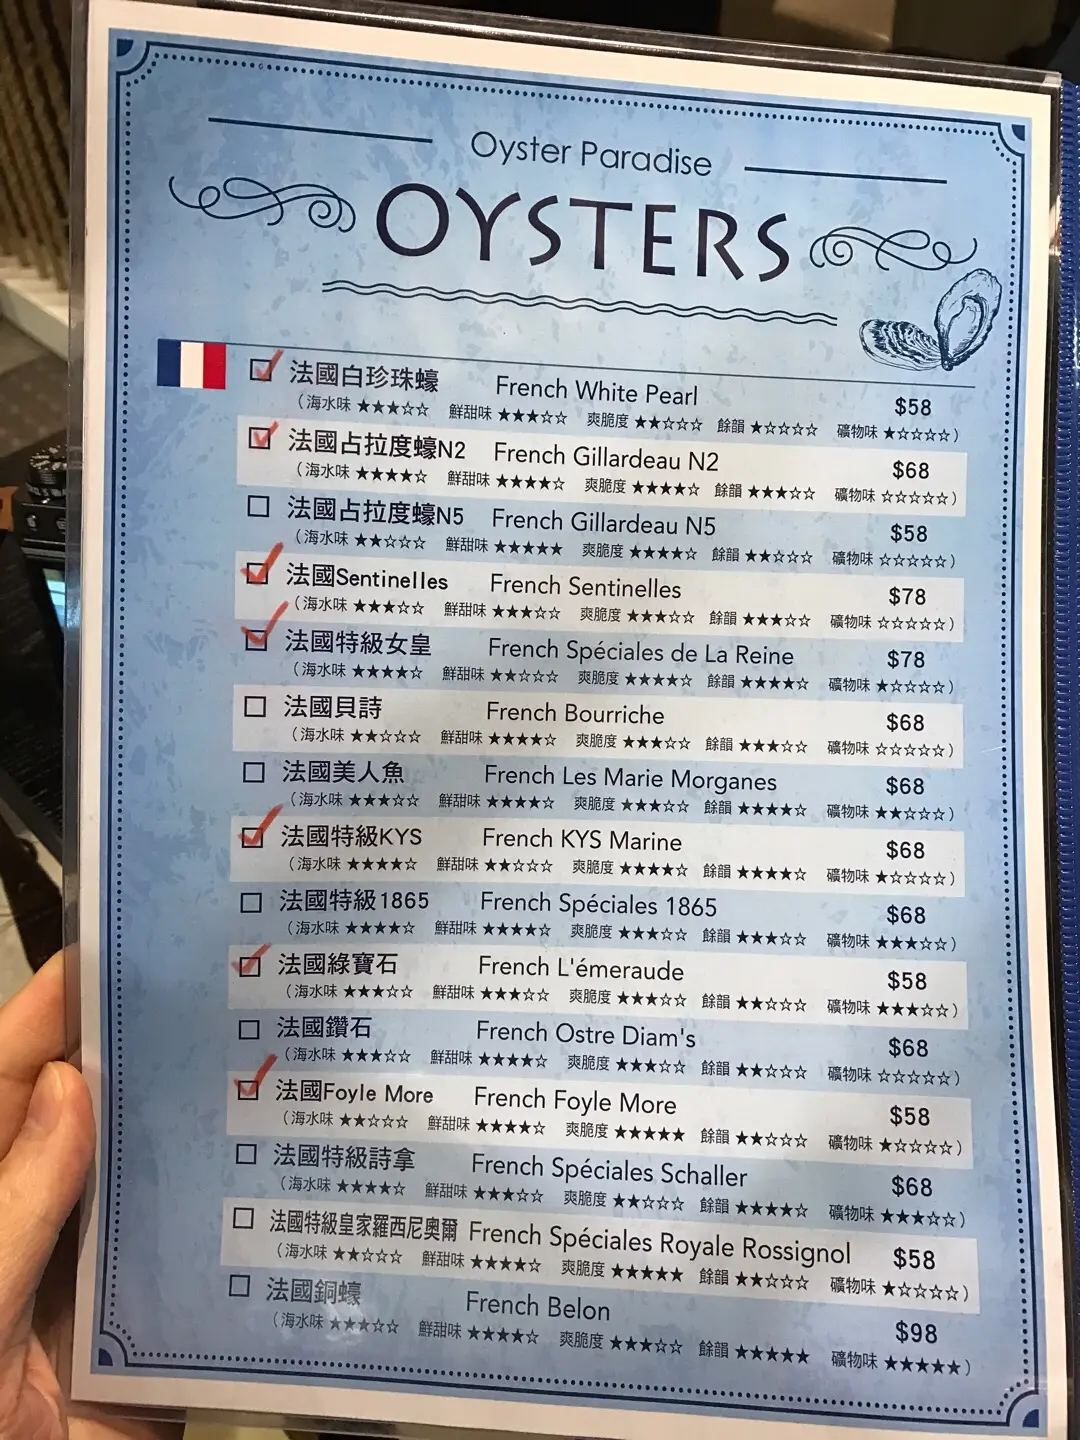 Oyster Paradise
OYSTERS
法國白珍珠蠔 French White Pearl $58
(海水味 ★★★☆☆ 鮮甜味 ★★★☆☆ 爽脆度 ★★☆☆☆ 餘韻 ★☆☆☆☆ 礦物味 ★☆☆☆☆)
法國占拉度蠔N2 French Gillardeau N2 $68
(海水味 ★★★★☆ 鮮甜味 ★★★★☆ 爽脆度 ★★★★☆ 餘韻 ★★★☆☆ 礦物味 ☆☆☆☆☆)
法國占拉度蠔N5 French Gillardeau N5 $58
(海水味 ★★☆☆☆ 鮮甜味 ★★★★★ 爽脆度 ★★★★☆ 餘韻 ★★☆☆☆ 礦物味 ☆☆☆☆☆)
法國Sentinelles French Sentinelles $78
(海水味 ★★★☆☆ 鮮甜味 ★★★☆☆ 爽脆度 ★★★☆☆ 餘韻 ★★★☆☆ 礦物味 ☆☆☆☆☆)
法國特級女皇 French Spéciales de La Reine $78
(海水味 ★★★★☆ 鮮甜味 ★★☆☆☆ 爽脆度 ★★★★☆ 餘韻 ★★★★☆ 礦物味 ★☆☆☆☆)
法國貝詩 French Bourriche $68
(海水味 ★★☆☆☆ 鮮甜味 ★★★★☆ 爽脆度 ★★★☆☆ 餘韻 ★★★☆☆ 礦物味 ☆☆☆☆☆)
法國美人魚 French Les Marie Morganes $68
(海水味 ★★★☆☆ 鮮甜味 ★★★★☆ 爽脆度 ★★★☆☆ 餘韻 ★★★★☆ 礦物味 ★★☆☆☆)
法國特級KYS French KYS Marine $68
(海水味 ★★★★☆ 鮮甜味 ★★☆☆☆ 爽脆度 ★★★★☆ 餘韻 ★★★★☆ 礦物味 ★☆☆☆☆)
法國特級1865 French Spéciales 1865 $68
(海水味 ★★★★☆ 鮮甜味 ★★★★☆ 爽脆度 ★★★☆☆ 餘韻 ★★★☆☆ 礦物味 ★★★☆☆)
法國綠寶石 French L'émeraude $58
(海水味 ★★★☆☆ 鮮甜味 ★★★☆☆ 爽脆度 ★★★☆☆ 餘韻 ★★☆☆☆ 礦物味 ★★★☆☆)
法國鑽石 French Ostre Diam's $68
(海水味 ★★★☆☆ 鮮甜味 ★★★★☆ 爽脆度 ★★★☆☆ 餘韻 ★★☆☆☆ 礦物味 ☆☆☆☆☆)
法國Foyle More French Foyle More $58
(海水味 ★★☆☆☆ 鮮甜味 ★★★★☆ 爽脆度 ★★★★★ 餘韻 ★★☆☆☆ 礦物味 ★☆☆☆☆)
法國特級詩拿 French Spéciales Schaller $68
(海水味 ★★★★☆ 鮮甜味 ★★★☆☆ 爽脆度 ★★☆☆☆ 餘韻 ★★★★☆ 礦物味 ★★★☆☆)
法國特級皇家羅西尼奧爾 French Spéciales Royale Rossignol $58
(海水味 ★★☆☆☆ 鮮甜味 ★★★★☆ 爽脆度 ★★★★★ 餘韻 ★★☆☆☆ 礦物味 ★☆☆☆☆)
法國銅蠔 French Belon $98
(海水味 ★★★☆☆ 鮮甜味 ★★★★☆ 爽脆度 ★★★☆☆ 餘韻 ★★★★★ 礦物味 ★★★★★)